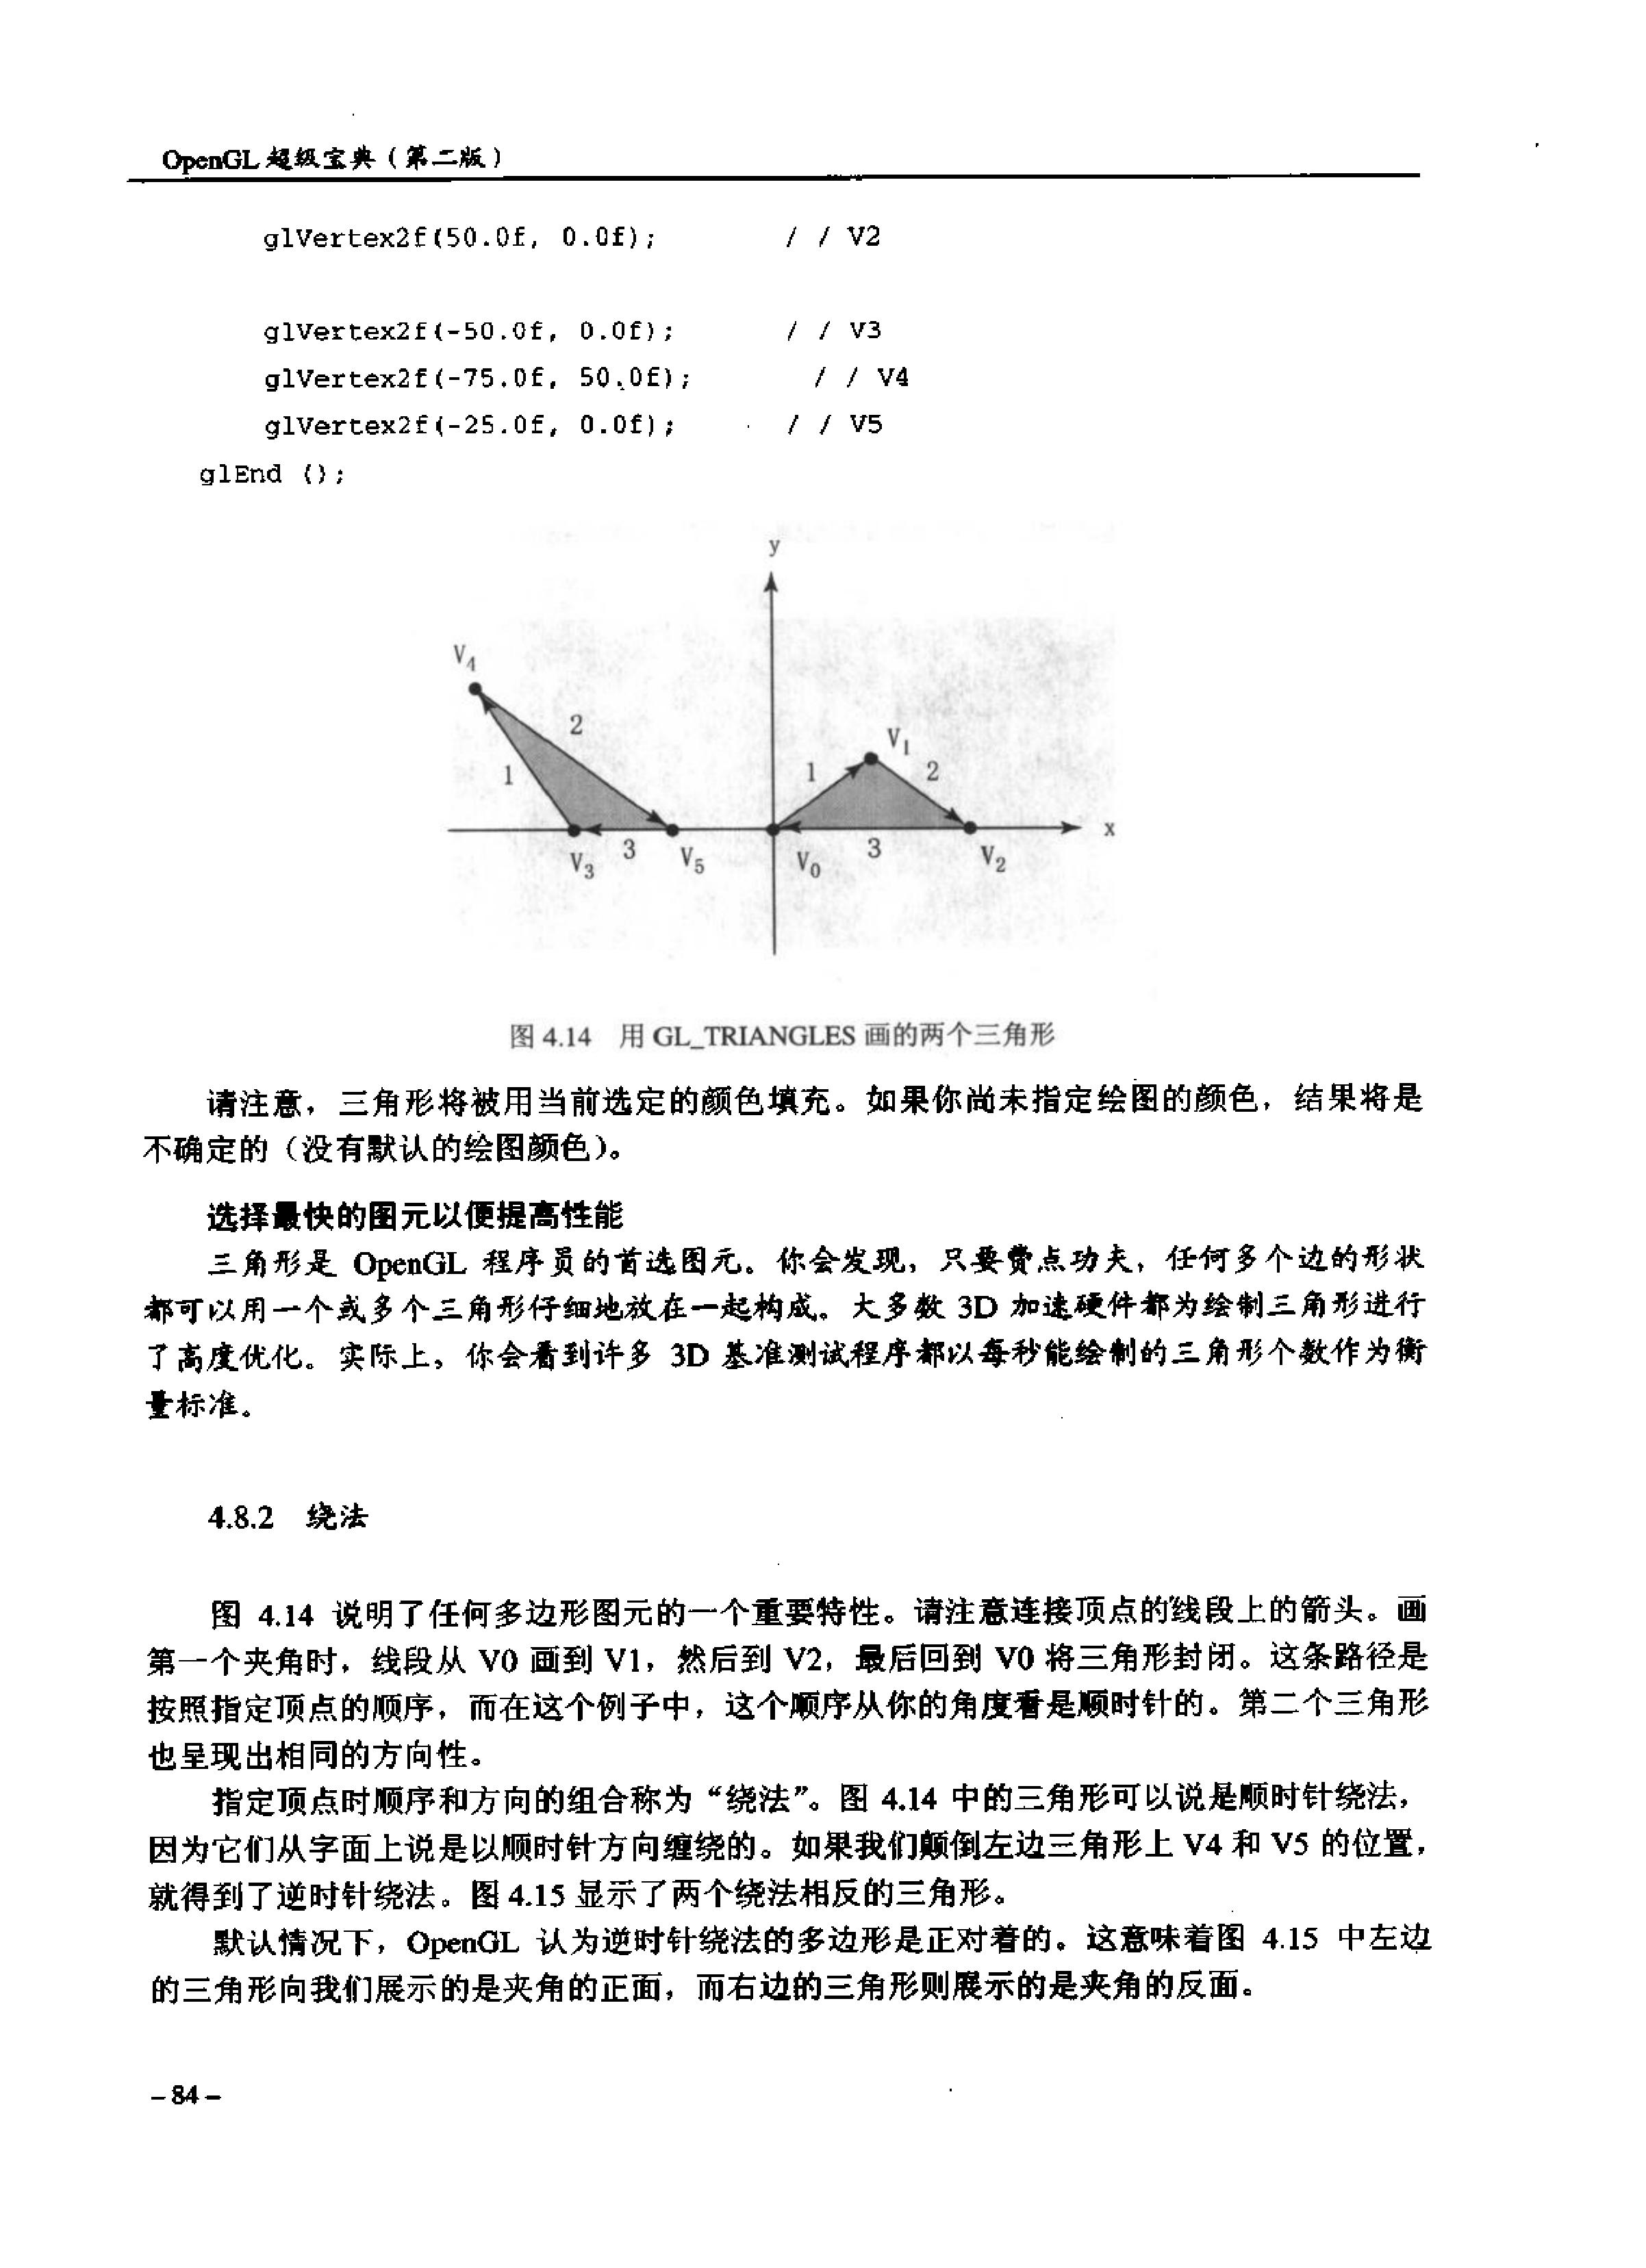 OpenGL 超级宝典（第二版）
glVertex2f(50.0f, 0.0f); / / V2
glVertex2f(-50.0f, 0.0f); / / V3
glVertex2f(-75.0f, 50.0f); / / V4
glVertex2f(-25.0f, 0.0f); / / V5
glEnd ();
y
V4
2
V1
1
1
2
x
V3
3
V5
V0
3
V2
图 4.14 用 GL_TRIANGLES 画的两个三角形
请注意，三角形将被用当前选定的颜色填充。如果你尚未指定绘图的颜色，结果将是
不确定的（没有默认的绘图颜色）。
选择最快的图元以便提高性能
三角形是 OpenGL 程序员的首选图元。你会发现，只要费点功夫，任何多个边的形状
都可以用一个或多个三角形仔细地放在一起构成。大多数 3D 加速硬件都为绘制三角形进行
了高度优化。实际上，你会看到许多 3D 基准测试程序都以每秒能绘制的三角形个数作为衡
量标准。
4.8.2 绕法
图 4.14 说明了任何多边形图元的一个重要特性。请注意连接顶点的线段上的箭头。画
第一个夹角时，线段从 V0 画到 V1，然后到 V2，最后回到 V0 将三角形封闭。这条路径是
按照指定顶点的顺序，而在这个例子中，这个顺序从你的角度看是顺时针的。第二个三角形
也呈现出相同的方向性。
指定顶点时顺序和方向的组合称为“绕法”。图 4.14 中的三角形可以说是顺时针绕法，
因为它们从字面上说是以顺时针方向缠绕的。如果我们颠倒左边三角形上 V4 和 V5 的位置，
就得到了逆时针绕法。图 4.15 显示了两个绕法相反的三角形。
默认情况下，OpenGL 认为逆时针绕法的多边形是正对着的。这意味着图 4.15 中左边
的三角形向我们展示的是夹角的正面，而右边的三角形则展示的是夹角的反面。
– 84 –